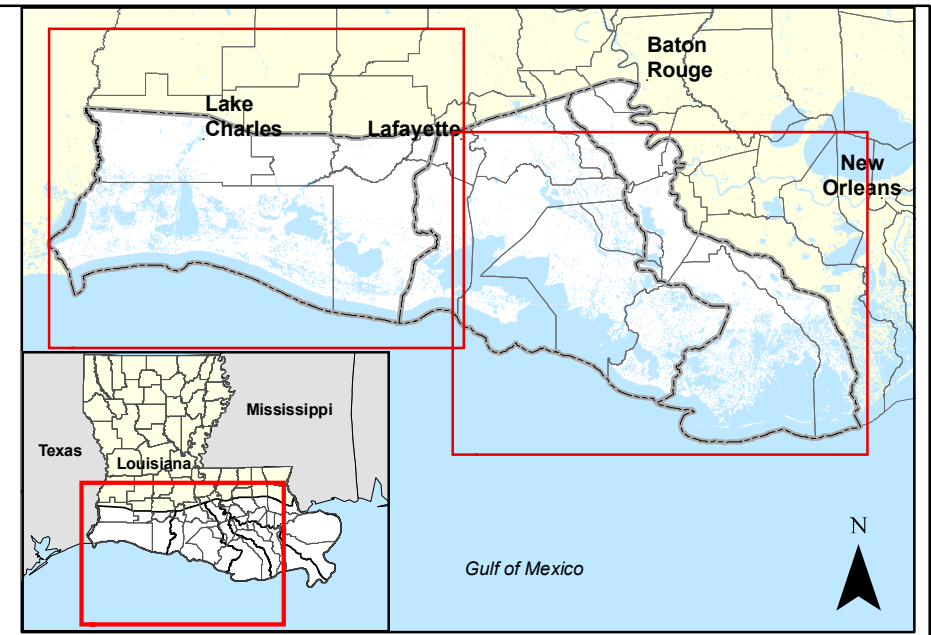 Baton
Rouge
Lake
Charles
Lafayette
New
Orleans
Mississippi
Texas
Louisiana
N
Gulf of Mexico